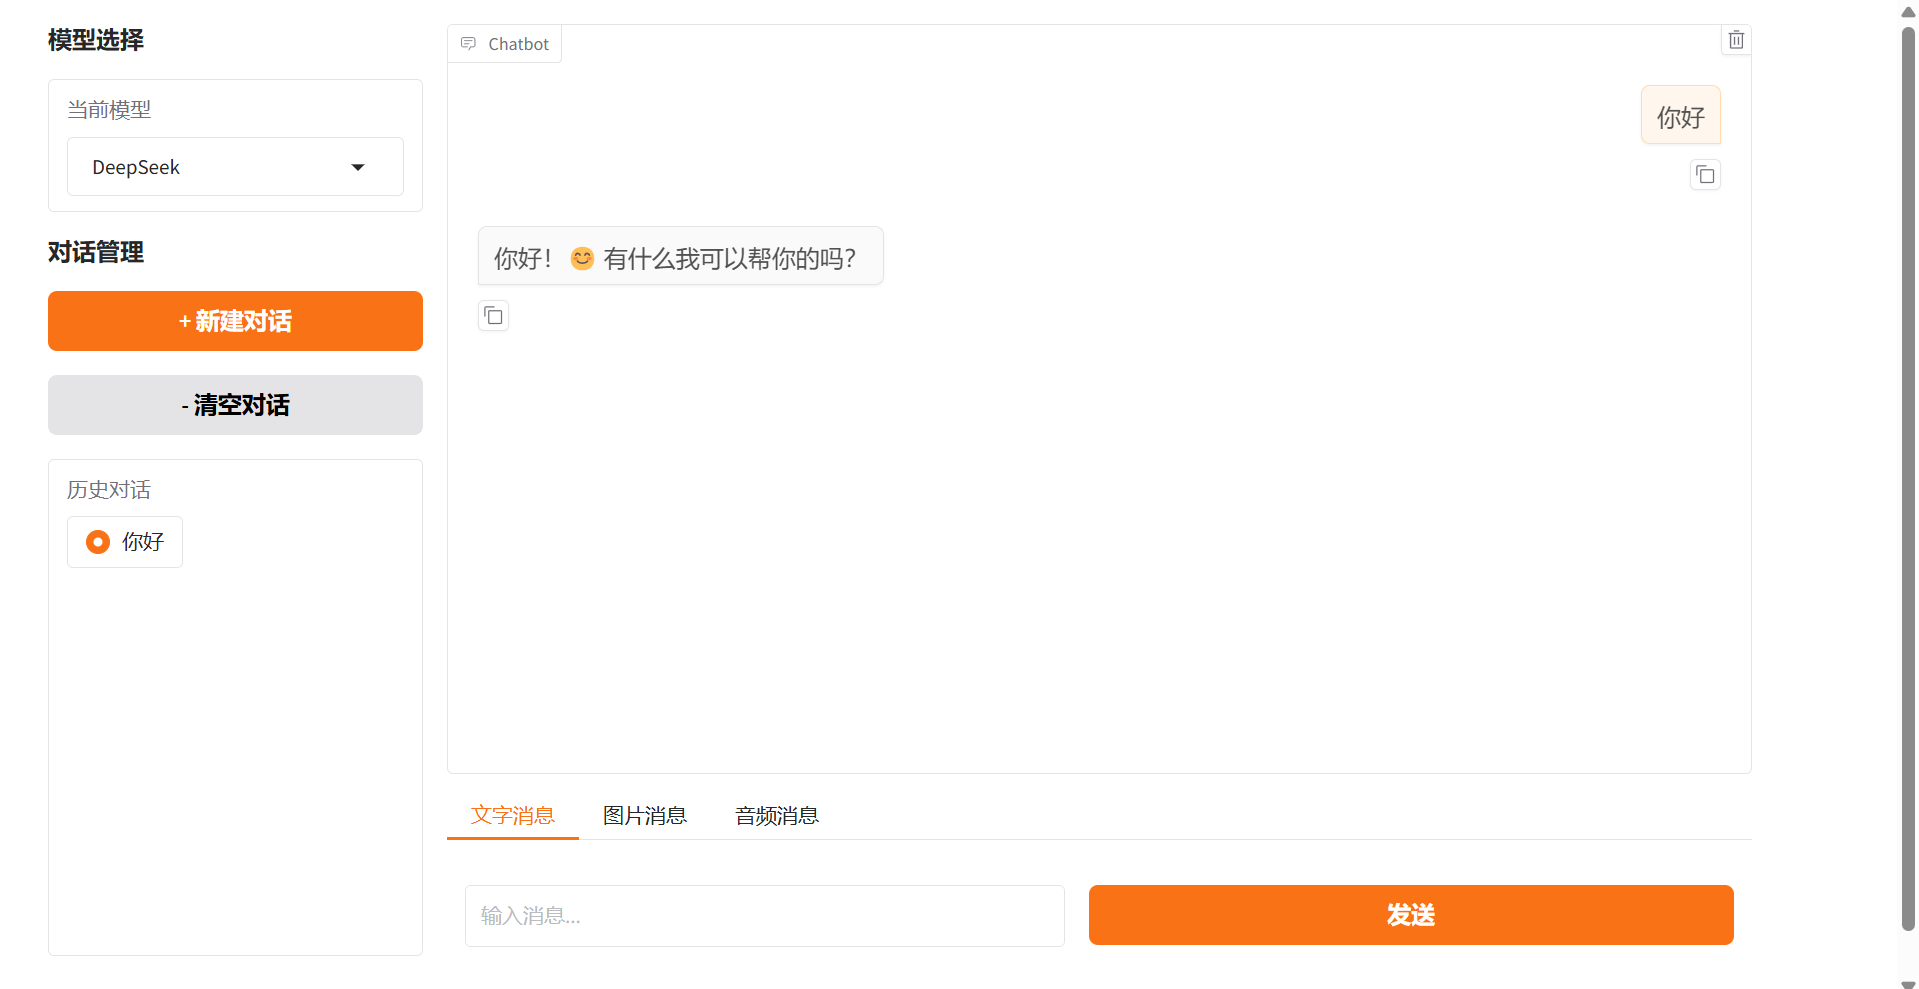 模型选择
当前模型
DeepSeek
对话管理
+ 新建对话
- 清空对话
历史对话
你好
Chatbot
你好
你好！😊 有什么我可以帮你的吗？
文字消息 图片消息 音频消息
输入消息...
发送